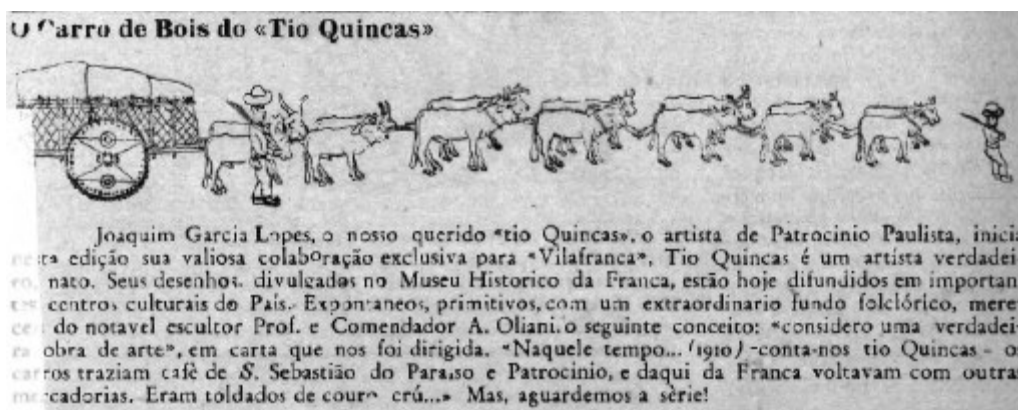 O Carro de Bois do «Tio Quincas»
Joaquim Garcia Lopes, o nosso querido «tio Quincas», o artista de Patrocinio Paulista, inicia
nesta edição sua valiosa colaboração exclusiva para «Vilafranca», Tio Quincas é um artista verdadei-
ro, nato. Seus desenhos, divulgados no Museu Historico da Franca, estão hoje difundidos em importan-
tes centros culturais do País. Expontaneos, primitivos, com um extraordinario fundo folclórico, mere-
ceu do notavel escultor Prof. e Comendador A. Oliani, o seguinte conceito: «considero uma verdadei-
ra obra de arte», em carta que nos foi dirigida. «Naquele tempo... (1910) -conta-nos tio Quincas - os
carros traziam café de S. Sebastião do Paraiso e Patrocinio, e daqui da Franca voltavam com outras
mercadorias. Eram toldados de couro crú...» Mas, aguardemos a série!